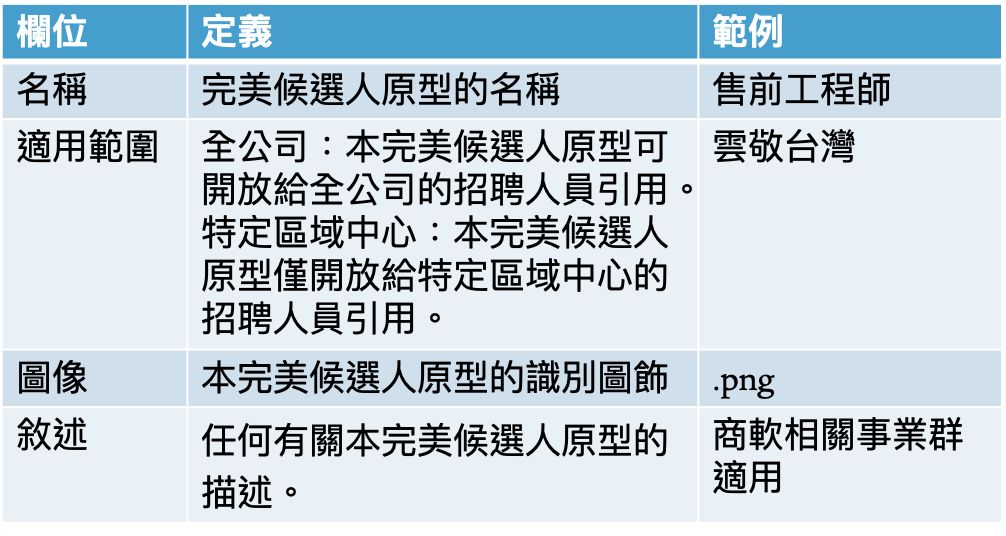 欄位 定義 範例
名稱 完美候選人原型的名稱 售前工程師
適用範圍 全公司：本完美候選人原型可 雲敬台灣
開放給全公司的招聘人員引用。
特定區域中心：本完美候選人
原型僅開放給特定區域中心的
招聘人員引用。
圖像 本完美候選人原型的識別圖飾 .png
敘述 任何有關本完美候選人原型的 商軟相關事業群
描述。 適用